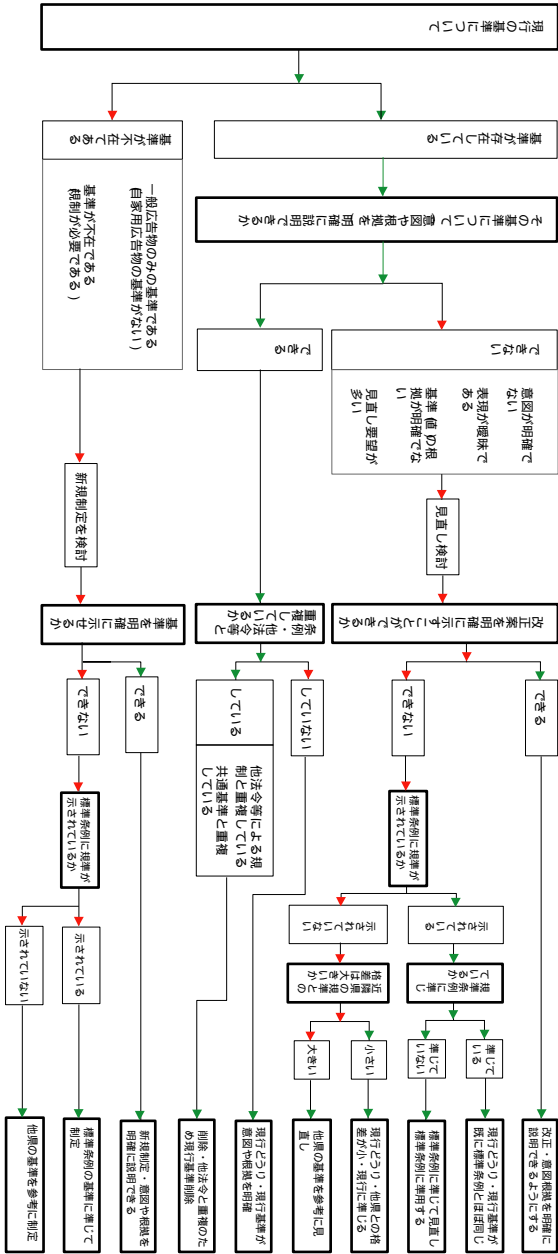 現行の基準について
基準が存在している
基準が不在である
一般広告物のみの基準である
(自家用広告物の基準がない)
基準が不在である
(規制が必要である)
その基準について意図や根拠を明確に説明できるか
できない
意図が明確で
ない
表現が曖昧で
ある
基準値の根
拠が明確でな
い
見直し要望が
多い
できる
見直し検討
新規制定を検討
改正案を明確に示すことができるか
条例・他法令等と
重複しているか
基準を明確に示せるか
できる
できない
していない
している
他法令等による規
制と重複している
共通基準と重複
している
できる
できない
標準条例に規準が
示されているか
標準条例に規準が
示されているか
示されている
示されていない
規準条例に準じ
ているか
近隣県の規準との
格差は大きいか
示されている
示されていない
準じて
いる
準じて
いない
小さい
大きい
改正・意図根拠を明確に
説明できるようにする
現行どうり・現行基準が
既に標準条例とほぼ同じ
標準条例に準じて見直し
標準条例に準用する
現行どうり・他県との格
差が小・現行に準じる
他県の基準を参考に見
直し
現行どうり・現行基準が
意図や根拠を明確
削除・他法令と重複のた
め現行基準削除
新規制定・意図や根拠を
明確に説明できる
標準条例の基準に準じて
制定
他県の基準を参考に制定